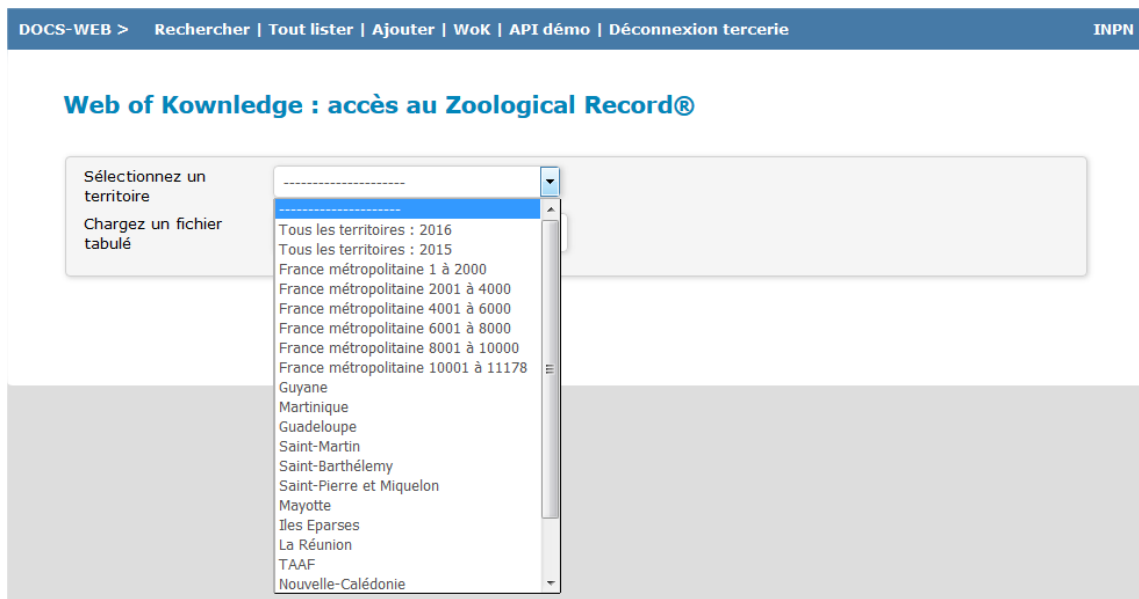 DOCS-WEB > Rechercher | Tout lister | Ajouter | WoK | API démo | Déconnexion tercerie INPN
Web of Kownledge : accès au Zoological Record®
Sélectionnez un
territoire
---------------------
Chargez un fichier
tabulé
---------------------
Tous les territoires : 2016
Tous les territoires : 2015
France métropolitaine 1 à 2000
France métropolitaine 2001 à 4000
France métropolitaine 4001 à 6000
France métropolitaine 6001 à 8000
France métropolitaine 8001 à 10000
France métropolitaine 10001 à 11178
Guyane
Martinique
Guadeloupe
Saint-Martin
Saint-Barthélemy
Saint-Pierre et Miquelon
Mayotte
Iles Eparses
La Réunion
TAAF
Nouvelle-Calédonie